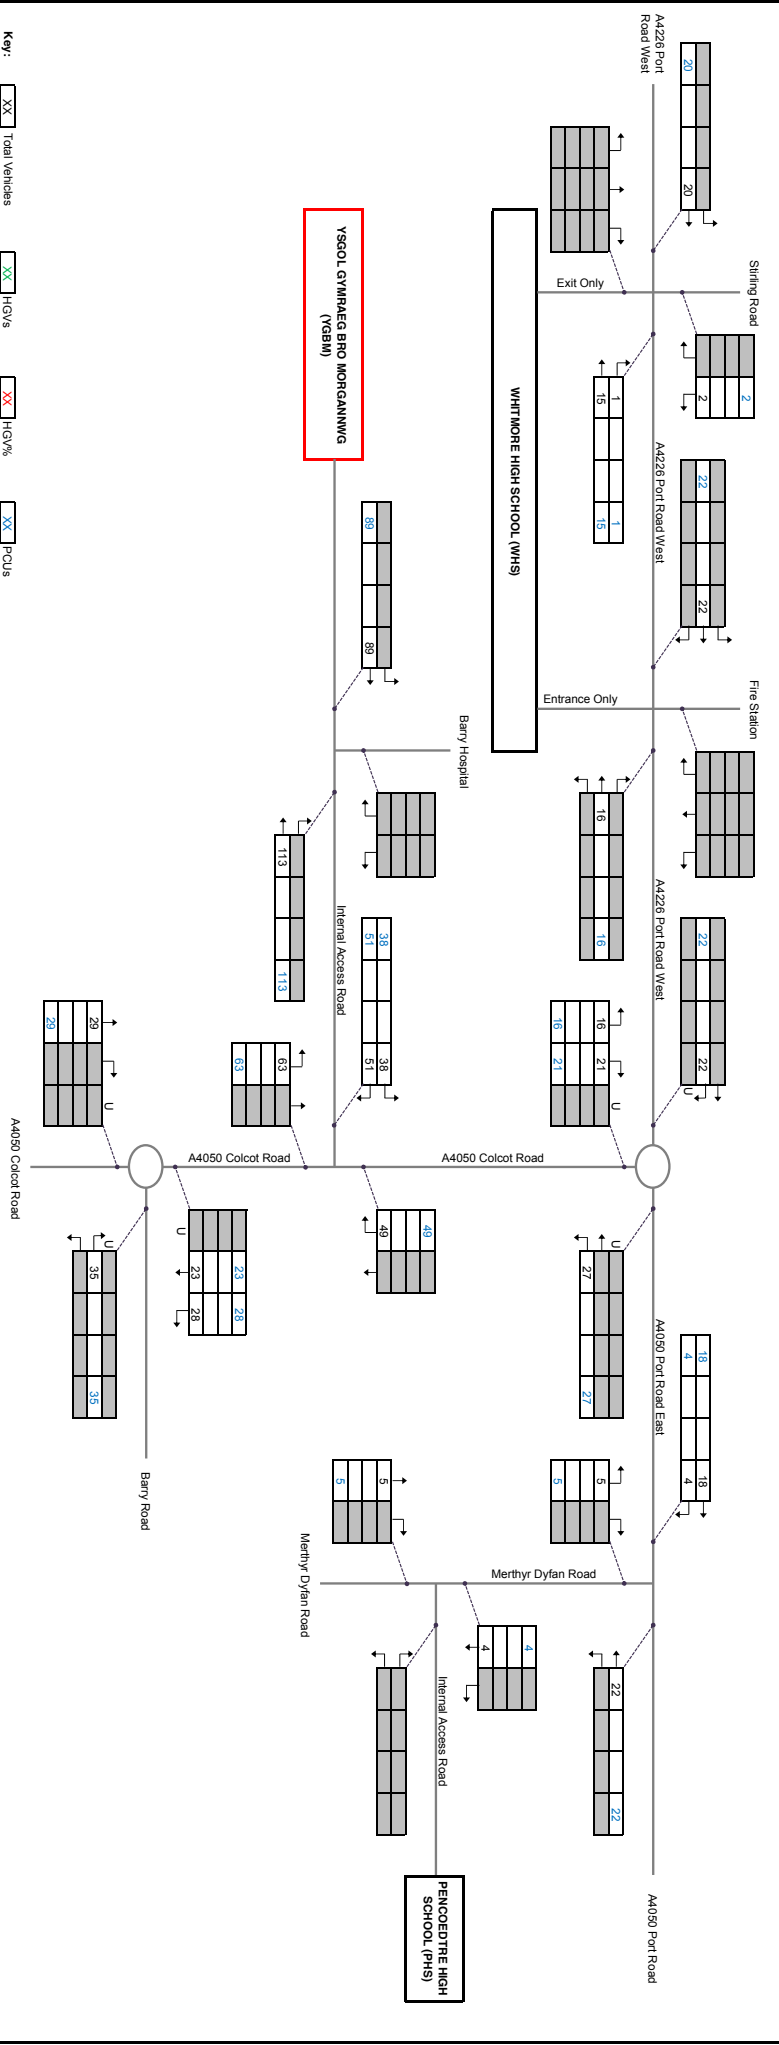 Stirling Road
Fire Station
2
2
22 22
22 22
18 18
20 20
4 4
U
A4226 Port
Road West
A4226 Port Road West
A4226 Port Road West
A4050 Port Road East
A4050 Port Road
1 1
15 15
16 16
16 21 U
16 21
U
27 27
5
5
22 22
Exit Only
Entrance Only
WHITMORE HIGH SCHOOL (WHS)
Merthyr Dyfan Road
4
4
Barry Hospital
A4050 Colcot Road
49
49
Internal Access Road
PENCOEDTRE HIGH
SCHOOL (PHS)
38 38
51 51
89 89
5
5
YSGOL GYMRAEG BRO MORGANNWG
(YGBM)
Internal Access Road
Merthyr Dyfan Road
113 113
63
63
A4050 Colcot Road
23 28
U 23 28
Barry Road
U
35 35
29 U
29
A4050 Colcot Road
Key: XX Total Vehicles XX HGVs XX HGV% XX PCUs